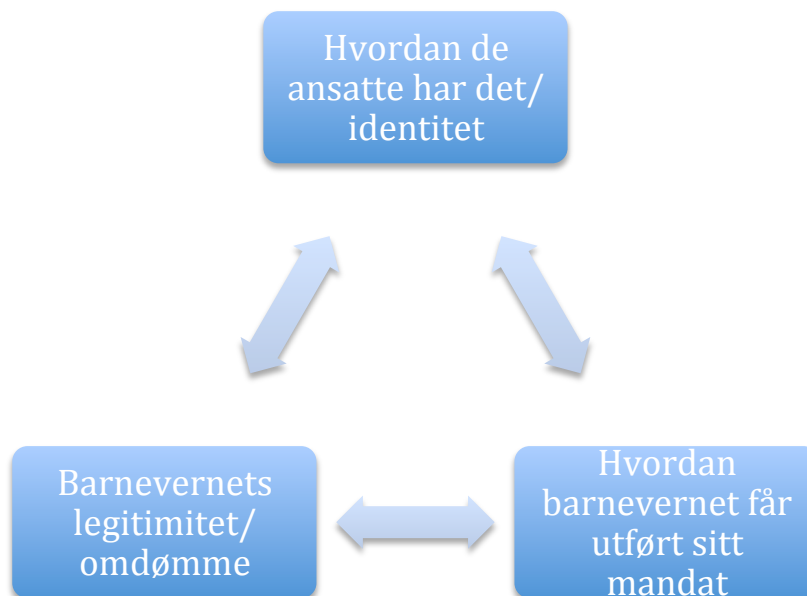 Hvordan de
ansatte har det/
identitet
Barnevernets
legitimitet/
omdømme
Hvordan
barnevernet får
utført sitt
mandat